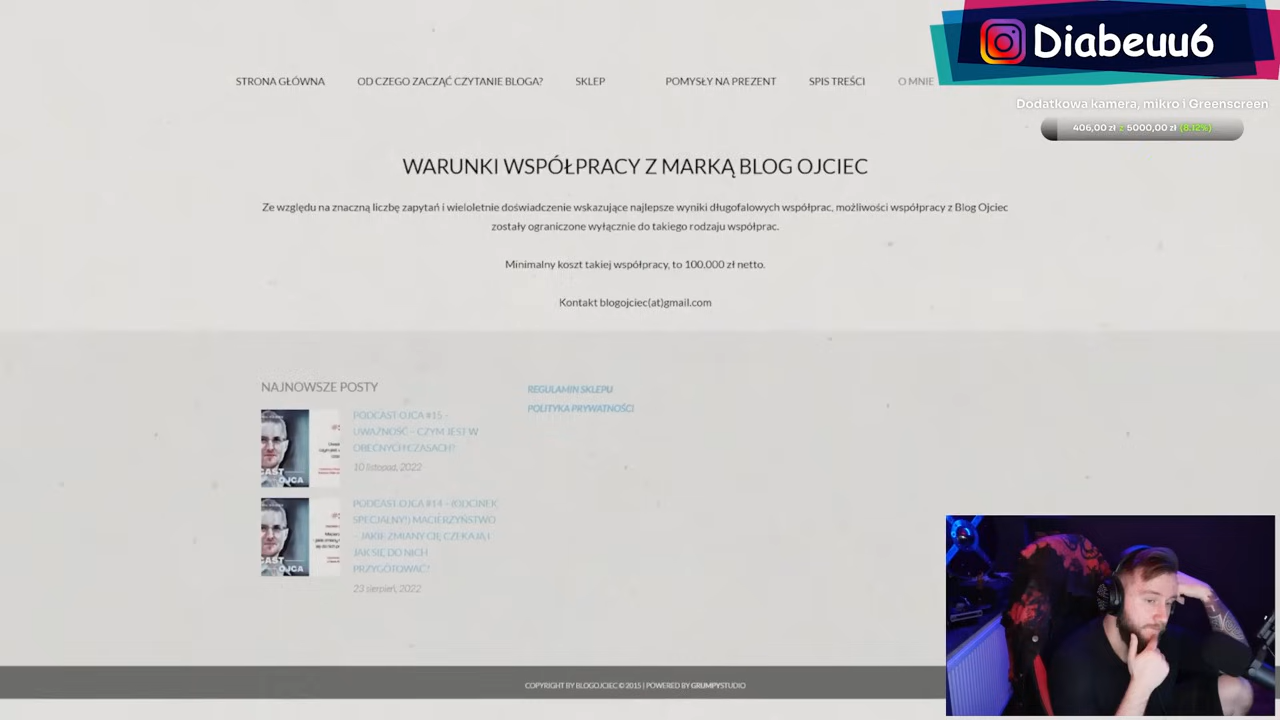 Diabeuu6
STRONA GŁÓWNA OD CZEGO ZACZĄĆ CZYTANIE BLOGA? SKLEP POMYSŁY NA PREZENT SPIS TREŚCI O MNIE
Dodatkowa kamera, mikro i Greenscreen
406,00 zł z 5000,00 zł (8.12%)
WARUNKI WSPÓŁPRACY Z MARKĄ BLOG OJCIEC
Ze względu na znaczną liczbę zapytań i wieloletnie doświadczenie wskazujące najlepsze wyniki długofalowych współprac, możliwości współpracy z Blog Ojciec
zostały ograniczone wyłącznie do takiego rodzaju współprac.
Minimalny koszt takiej współpracy, to 100.000 zł netto.
Kontakt blogojciec(at)gmail.com
NAJNOWSZE POSTY
PODCAST OJCA #15 –
UWAŻNOŚĆ – CZYM JEST W
OBECNYCH CZASACH?
10 listopad, 2022
PODCAST OJCA #14 – (ODCINEK
SPECJALNY!) MACIERZYŃSTWO
– JAKIE ZMIANY CIĘ CZEKAJĄ I
JAK SIĘ DO NICH
PRZYGOTOWAĆ?
23 sierpień, 2022
REGULAMIN SKLEPU
POLITYKA PRYWATNOŚCI
COPYRIGHT BY BLOGOJCIEC © 2015 | POWERED BY GRUMPYSTUDIO